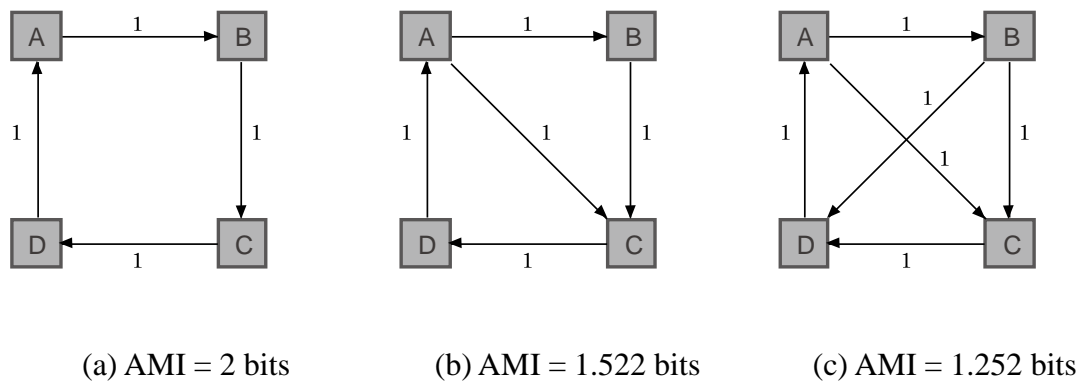 A 1 B
1 1
D 1 C
A 1 B
1 1 1
D 1 C
A 1 B
1 1 1 1
D 1 C
(a) AMI = 2 bits
(b) AMI = 1.522 bits
(c) AMI = 1.252 bits